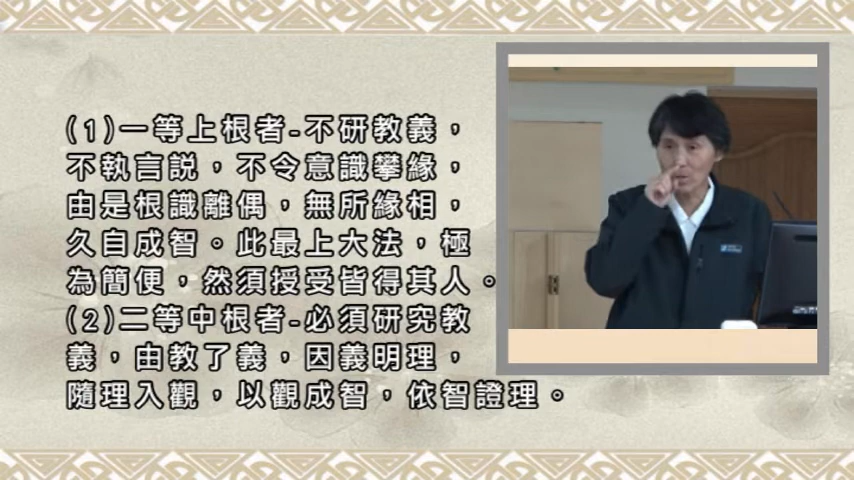 (1)一等上根者-不研教義，
不執言説，不令意識攀緣，
由是根識離偶，無所緣相，
久自成智。此最上大法，極
為簡便，然須授受皆得其人。
(2)二等中根者-必須研究教
義，由教了義，因義明理，
隨理入觀，以觀成智，依智證理。